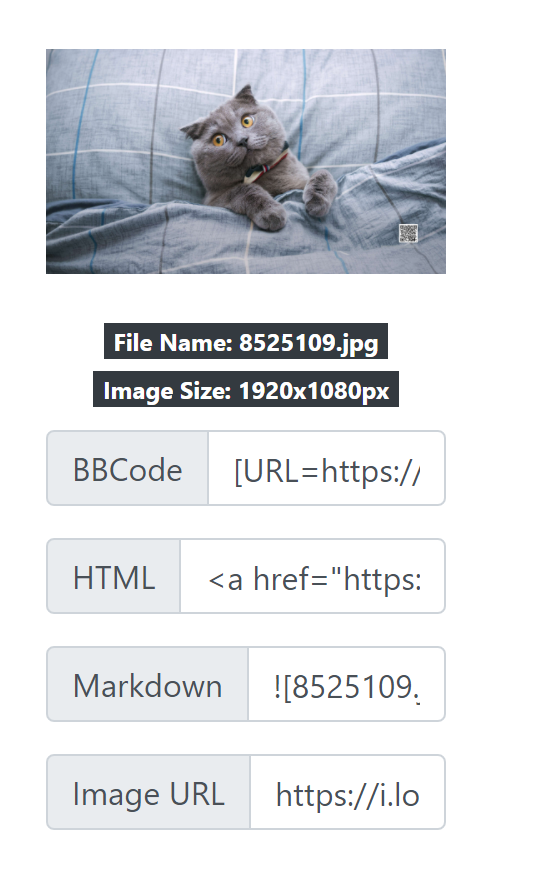 File Name: 8525109.jpg
Image Size: 1920x1080px
BBCode [URL=https://
HTML <a href="https:
Markdown ![8525109.
Image URL https://i.lo